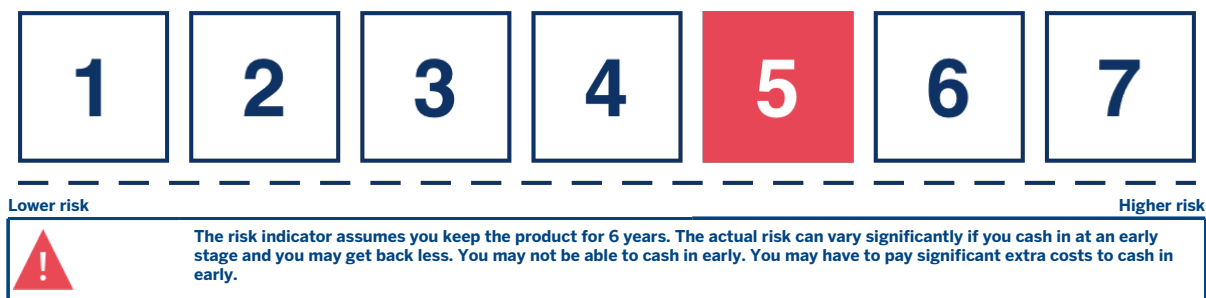 1 2 3 4 5 6 7
Lower risk Higher risk
!
The risk indicator assumes you keep the product for 6 years. The actual risk can vary significantly if you cash in at an early
stage and you may get back less. You may not be able to cash in early. You may have to pay significant extra costs to cash in
early.